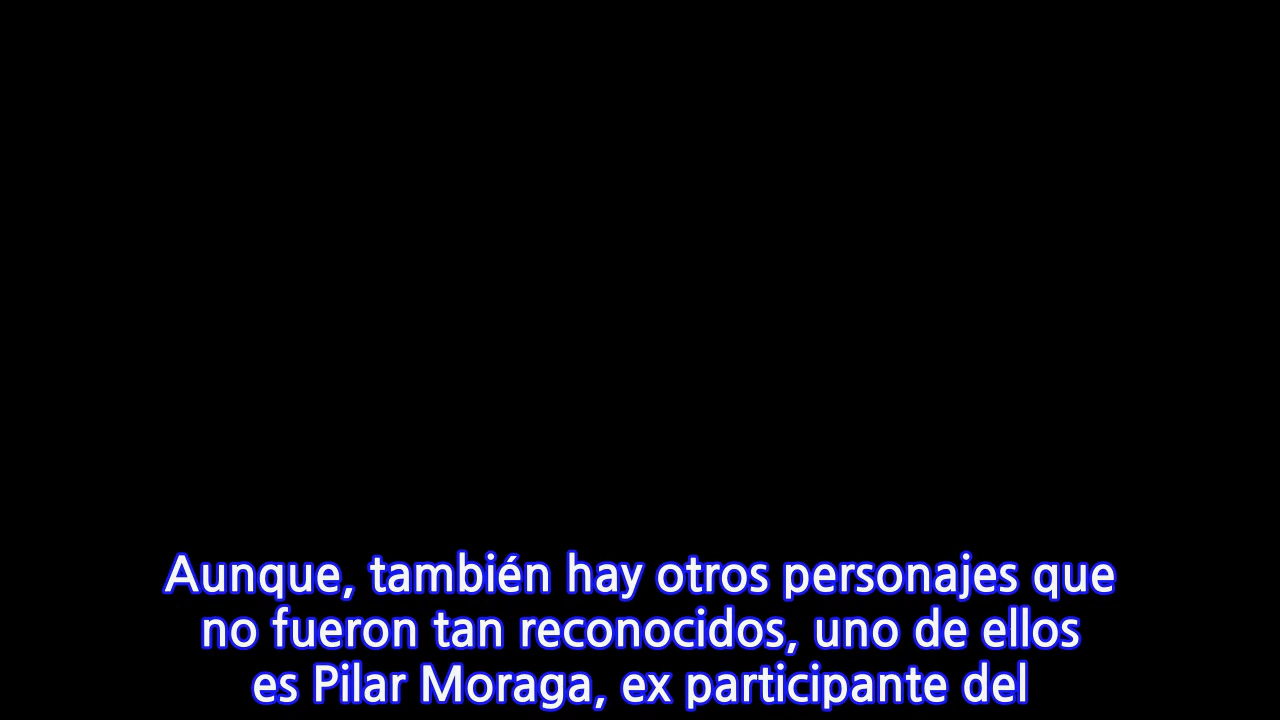 Aunque, también hay otros personajes que
no fueron tan reconocidos, uno de ellos
es Pilar Moraga, ex participante del